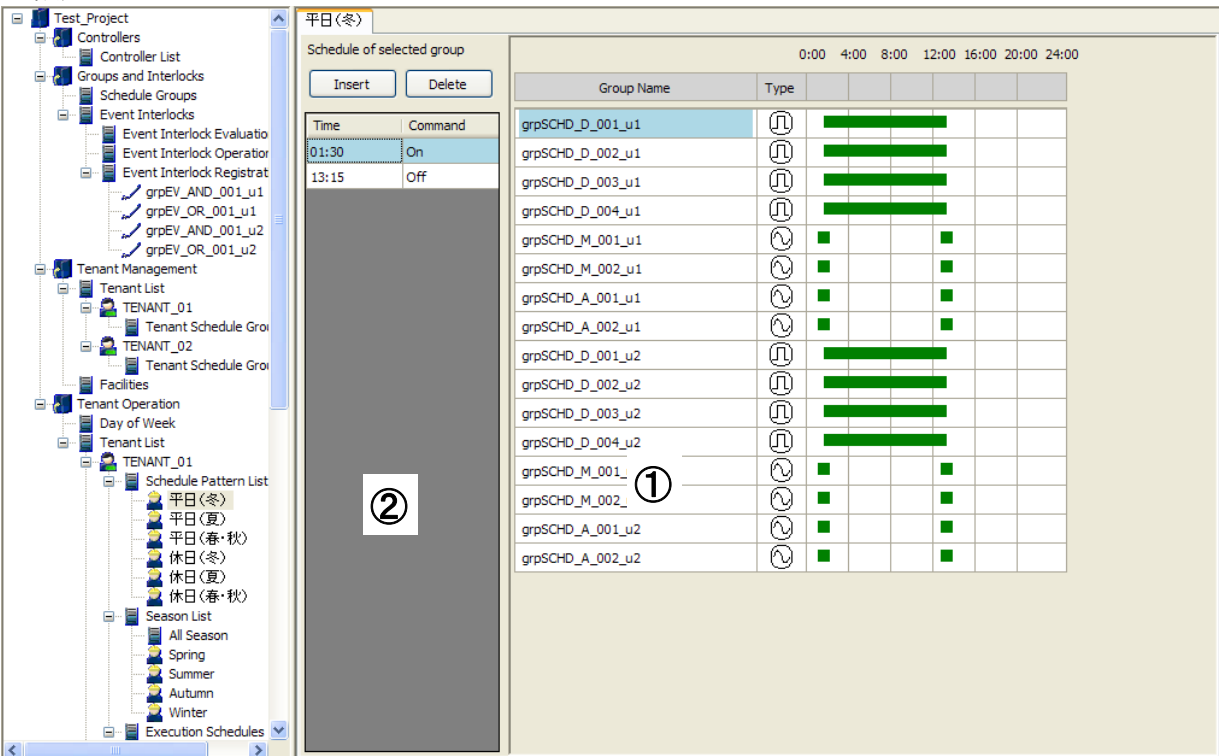 Test_Project
Controllers
Controller List
Groups and Interlocks
Schedule Groups
Event Interlocks
Event Interlock Evaluatio
Event Interlock Operation
Event Interlock Registrat
grpEV_AND_001_u1
grpEV_OR_001_u1
grpEV_AND_001_u2
grpEV_OR_001_u2
Tenant Management
Tenant List
TENANT_01
Tenant Schedule Grou
TENANT_02
Tenant Schedule Grou
Facilities
Tenant Operation
Day of Week
Tenant List
TENANT_01
Schedule Pattern List
平日(冬)
平日(夏)
平日(春・秋)
休日(冬)
休日(夏)
休日(春・秋)
Season List
All Season
Spring
Summer
Autumn
Winter
Execution Schedules
平日(冬)
Schedule of selected group
Insert Delete
Time Command
01:30 On
13:15 Off
②
0:00 4:00 8:00 12:00 16:00 20:00 24:00
Group Name Type
grpSCHD_D_001_u1
grpSCHD_D_002_u1
grpSCHD_D_003_u1
grpSCHD_D_004_u1
grpSCHD_M_001_u1
grpSCHD_M_002_u1
grpSCHD_A_001_u1
grpSCHD_A_002_u1
grpSCHD_D_001_u2
grpSCHD_D_002_u2
grpSCHD_D_003_u2
grpSCHD_D_004_u2
grpSCHD_M_001_
①
grpSCHD_M_002_
grpSCHD_A_001_u2
grpSCHD_A_002_u2